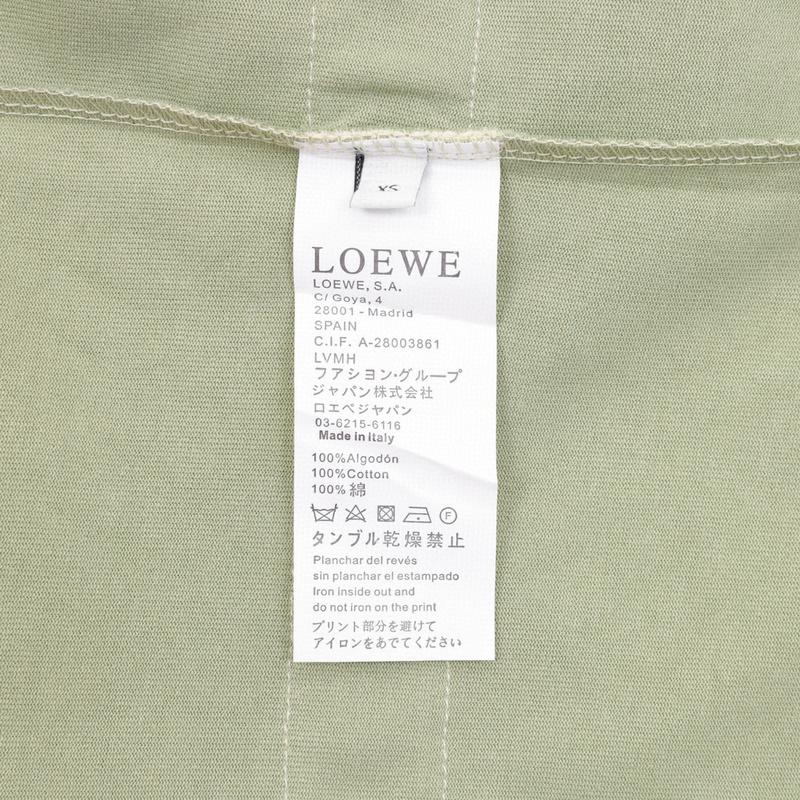 XS
LOEWE
LOEWE, S.A.
C/ Goya, 4
28001 - Madrid
SPAIN
C.I.F. A-28003861
LVMH
ファション・グループ
ジャパン株式会社
ロエベジャパン
03-6215-6116
Made in Italy
100%Algodón
100%Cotton
100% 綿
F
タンブル乾燥禁止
Planchar del revés
sin planchar el estampado
Iron inside out and
do not iron on the print
プリント部分を避けて
アイロンをあでてください